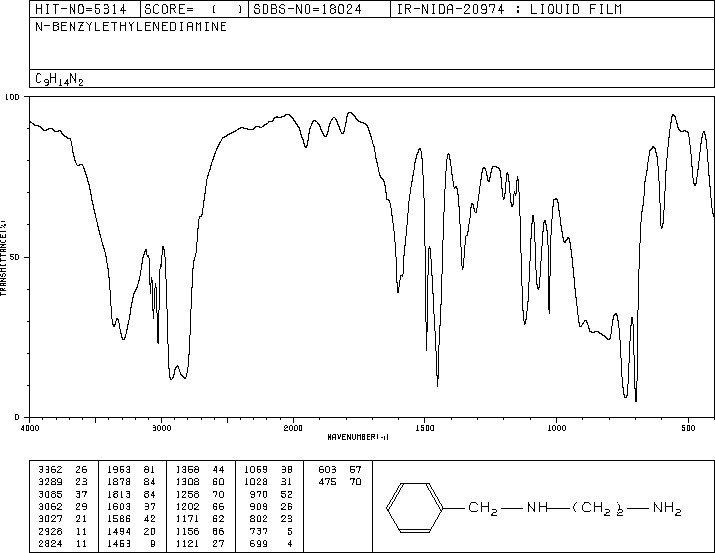 HIT-NO=5314 SCORE= ( ) SDBS-NO=18024 IR-NIDA-20974 : LIQUID FILM
N-BENZYLETHYLENEDIAMINE
C9H14N2
100
50
0
TRANSMITTANCE(%)
4000 3000 2000 1500 1000 500
WAVENUMBER(-1)
3362 26 1953 81 1358 44 1069 38 603 57
3289 23 1878 84 1308 60 1028 31 475 70
3085 37 1813 84 1258 70 970 52
3062 29 1603 37 1202 66 909 26
3027 21 1586 42 1171 62 802 23
2928 11 1494 20 1156 66 737 5
2824 11 1453 9 1121 27 699 4
CH2 NH (CH2)2 NH2